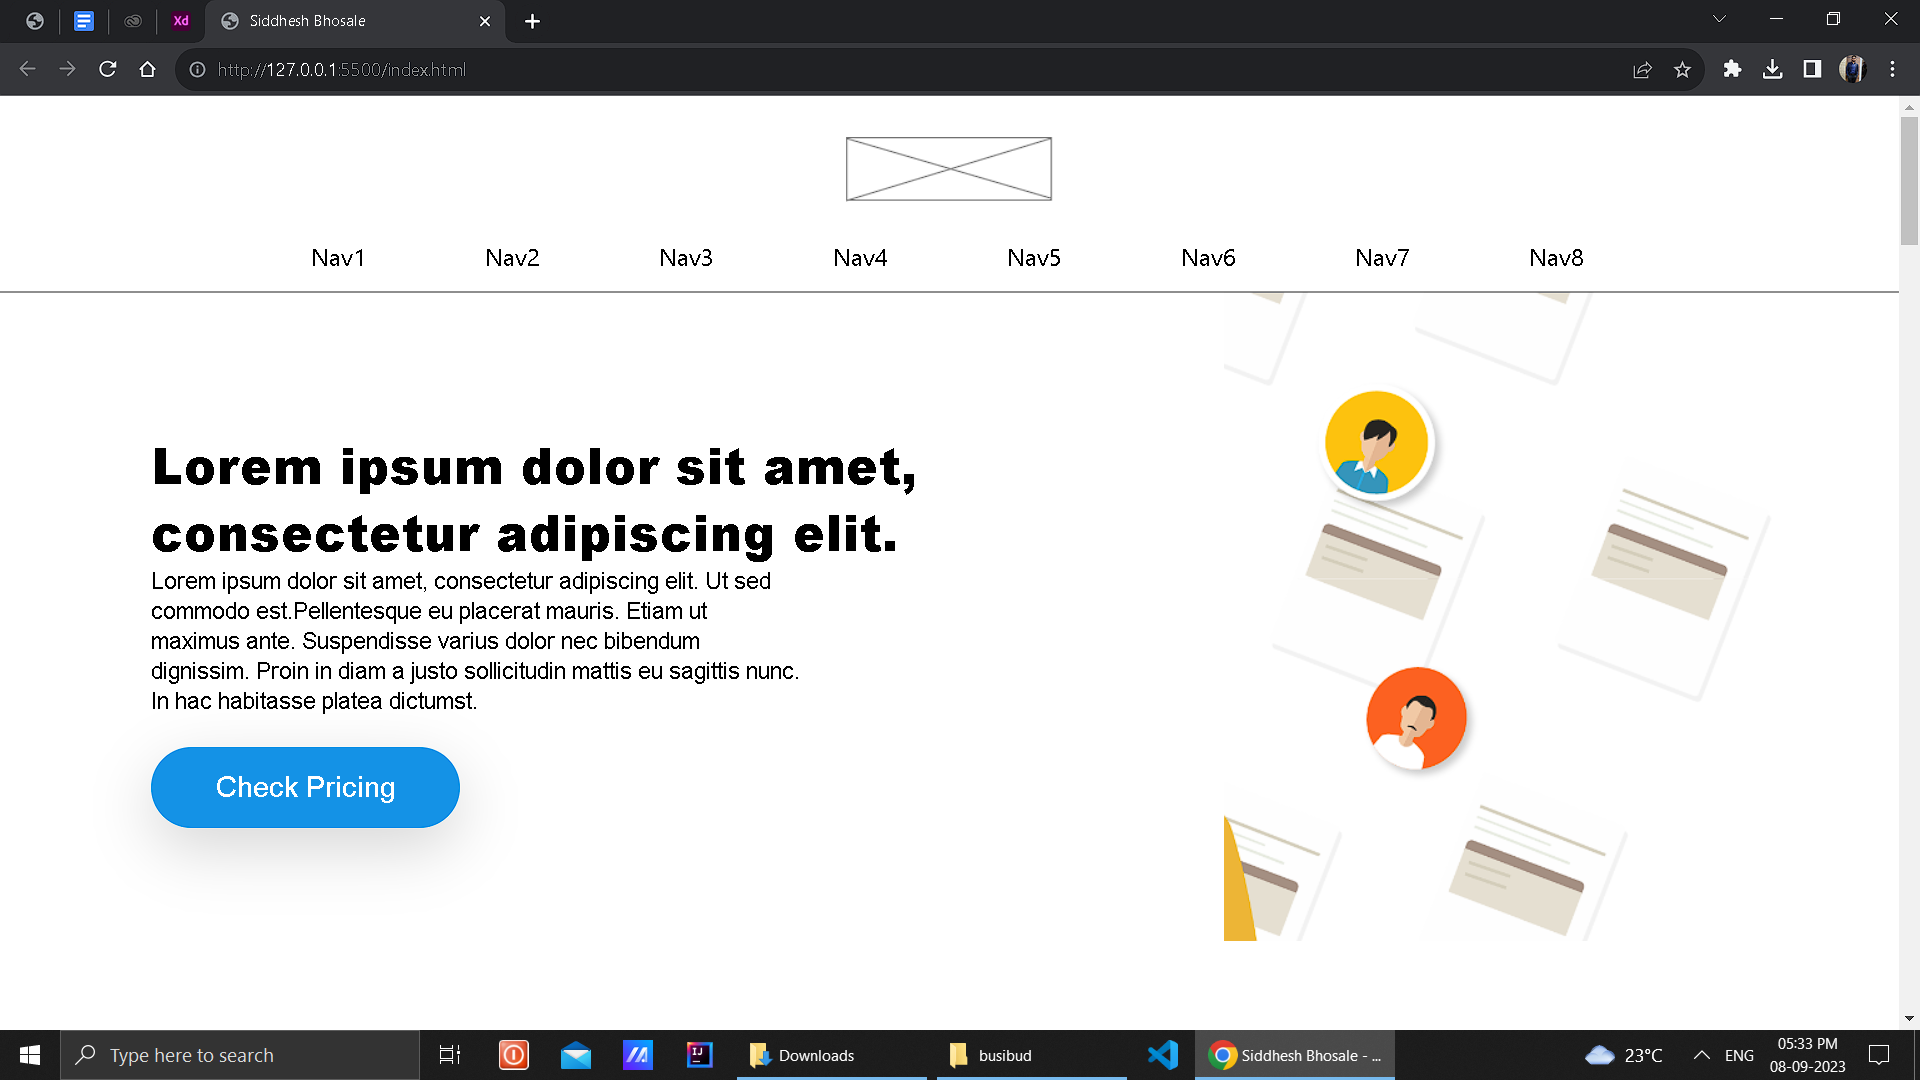 Xd
Siddhesh Bhosale
http://127.0.0.1:5500/index.html
Nav1 Nav2 Nav3 Nav4 Nav5 Nav6 Nav7 Nav8
Lorem ipsum dolor sit amet,
consectetur adipiscing elit.
Lorem ipsum dolor sit amet, consectetur adipiscing elit. Ut sed
commodo est.Pellentesque eu placerat mauris. Etiam ut
maximus ante. Suspendisse varius dolor nec bibendum
dignissim. Proin in diam a justo sollicitudin mattis eu sagittis nunc.
In hac habitasse platea dictumst.
Check Pricing
Type here to search
IJ
Downloads
busibud
Siddhesh Bhosale - ...
23°C
ENG
05:33 PM
08-09-2023